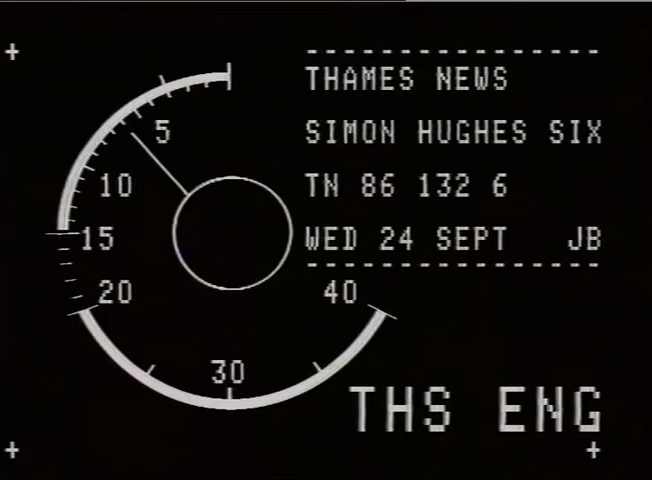 THAMES NEWS
SIMON HUGHES SIX
TN 86 132 6
WED 24 SEPT JB
5
10
15
20
40
30
THS ENG